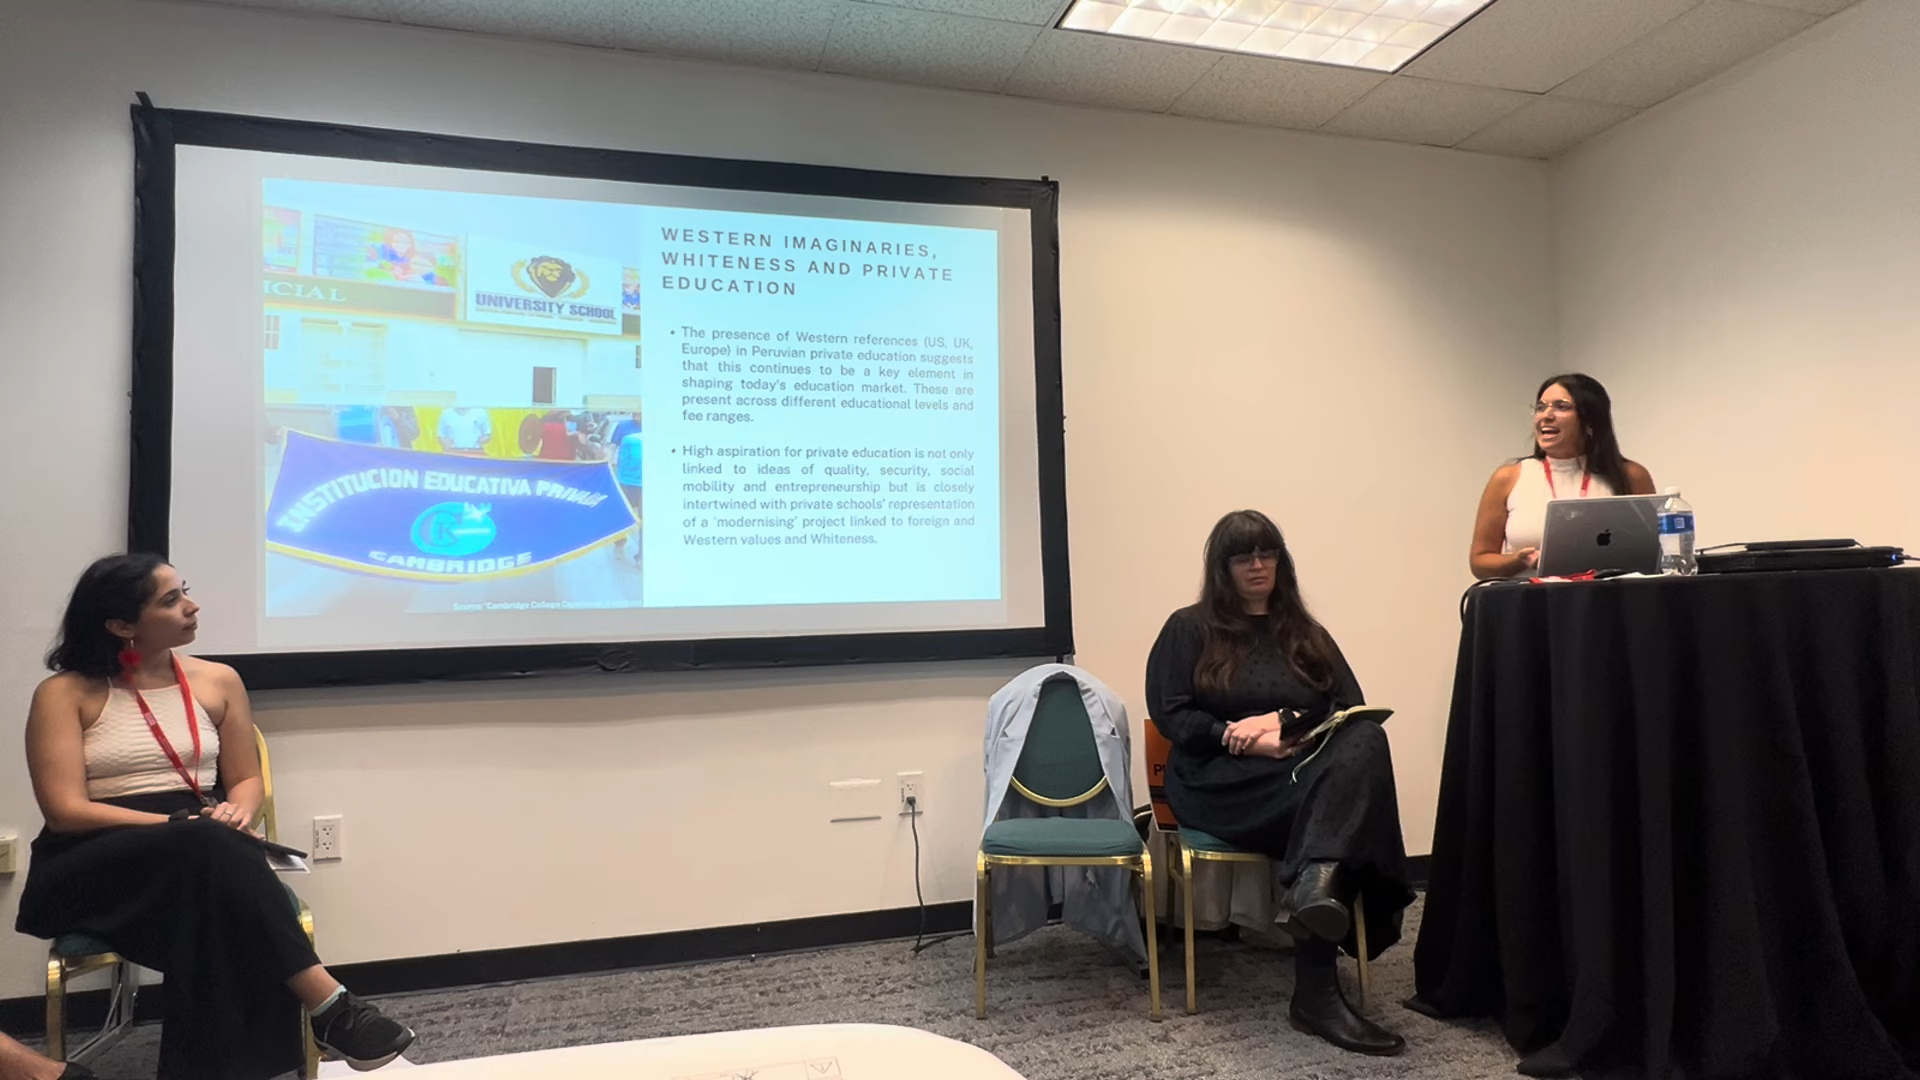 ICIAL
UNIVERSITY SCHOOL
INSTITUCION EDUCATIVA PRIVADA
CAMBRIDGE
Source: 'Cambridge College
WESTERN IMAGINARIES,
WHITENESS AND PRIVATE
EDUCATION
• The presence of Western references (US, UK,
Europe) in Peruvian private education suggests
that this continues to be a key element in
shaping today's education market. These are
present across different educational levels and
fee ranges.
• High aspiration for private education is not only
linked to ideas of quality, security, social
mobility and entrepreneurship but is closely
intertwined with private schools' representation
of a 'modernising' project linked to foreign and
Western values and Whiteness.